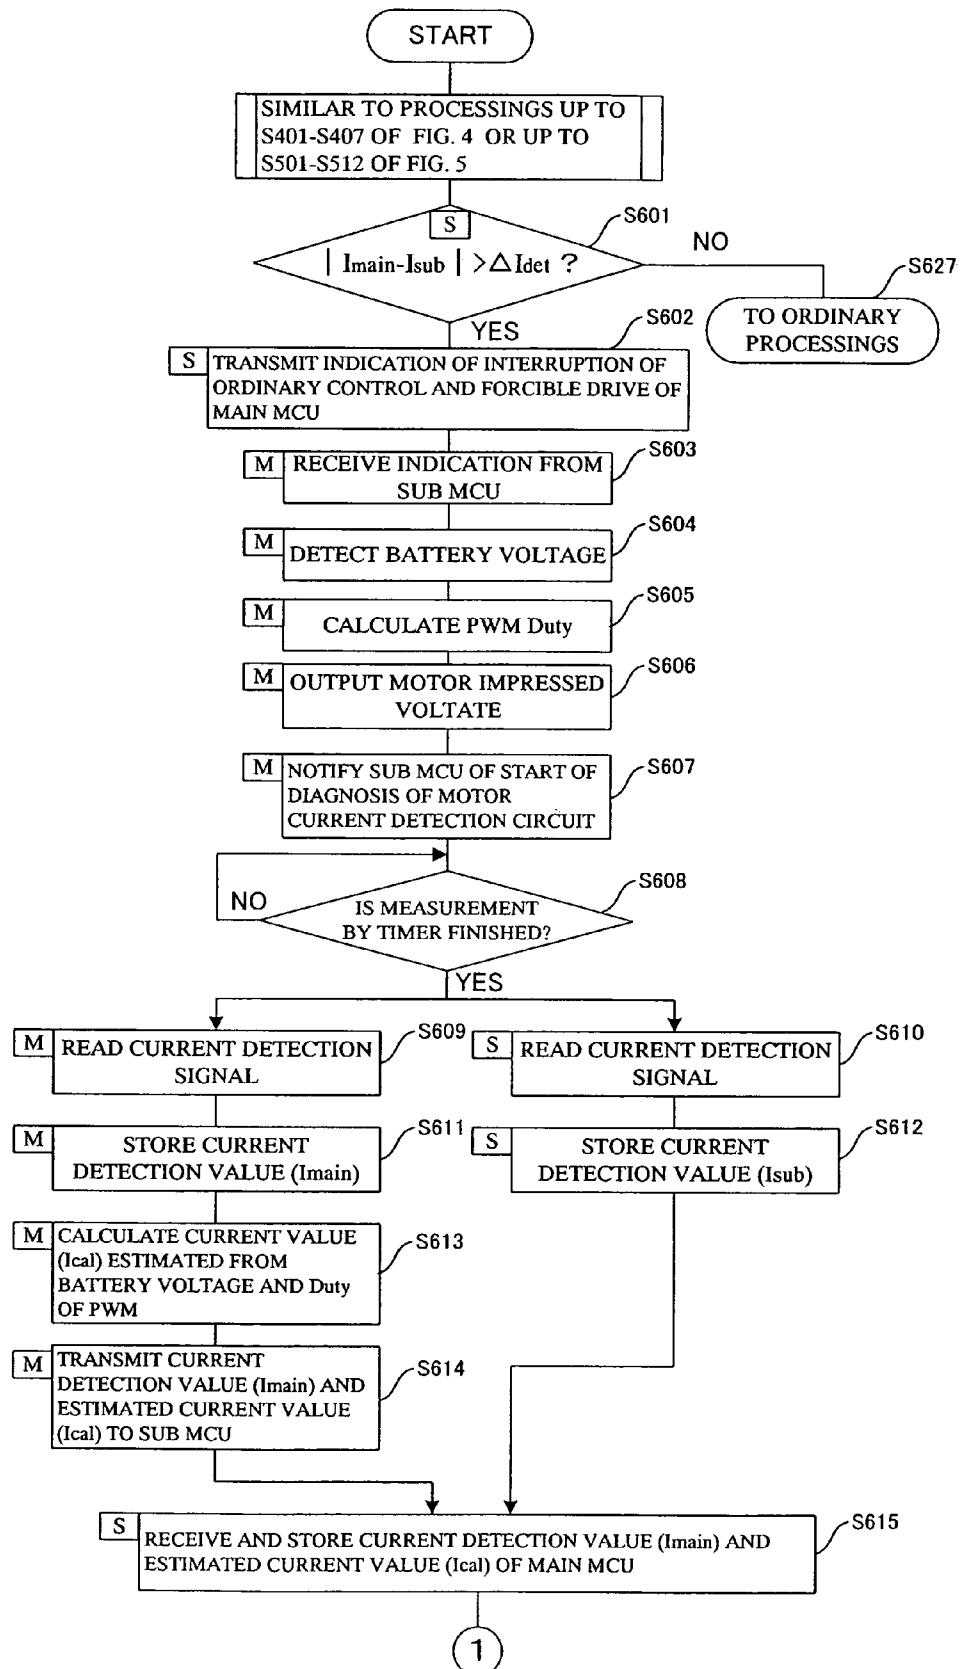 START
SIMILAR TO PROCESSINGS UP TO
S401-S407 OF FIG. 4 OR UP TO
S501-S512 OF FIG. 5
S
S601
| Imain-Isub | > △Idet ?
NO
S627
TO ORDINARY
PROCESSINGS
YES
S602
S
TRANSMIT INDICATION OF INTERRUPTION OF
ORDINARY CONTROL AND FORCIBLE DRIVE OF
MAIN MCU
S603
M
RECEIVE INDICATION FROM
SUB MCU
S604
M
DETECT BATTERY VOLTAGE
S605
M
CALCULATE PWM Duty
S606
M
OUTPUT MOTOR IMPRESSED
VOLTATE
S607
M
NOTIFY SUB MCU OF START OF
DIAGNOSIS OF MOTOR
CURRENT DETECTION CIRCUIT
S608
NO
IS MEASUREMENT
BY TIMER FINISHED?
YES
S609
M
READ CURRENT DETECTION
SIGNAL
S610
S
READ CURRENT DETECTION
SIGNAL
S611
M
STORE CURRENT
DETECTION VALUE (Imain)
S612
S
STORE CURRENT
DETECTION VALUE (Isub)
S613
M
CALCULATE CURRENT VALUE
(Ical) ESTIMATED FROM
BATTERY VOLTAGE AND Duty
OF PWM
S614
M
TRANSMIT CURRENT
DETECTION VALUE (Imain) AND
ESTIMATED CURRENT VALUE
(Ical) TO SUB MCU
S615
S
RECEIVE AND STORE CURRENT DETECTION VALUE (Imain) AND
ESTIMATED CURRENT VALUE (Ical) OF MAIN MCU
1